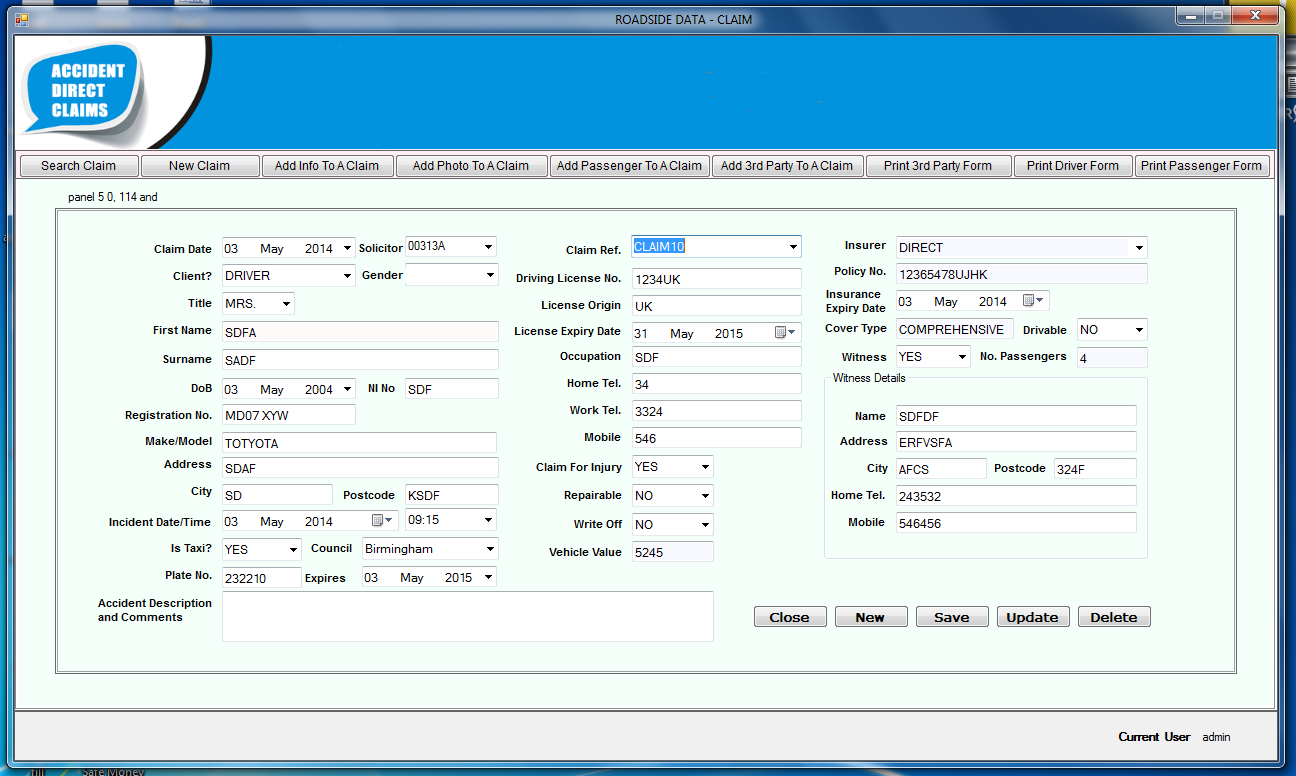 ROADSIDE DATA - CLAIM
ACCIDENT
DIRECT
CLAIMS
Search Claim New Claim Add Info To A Claim Add Photo To A Claim Add Passenger To A Claim Add 3rd Party To A Claim Print 3rd Party Form Print Driver Form Print Passenger Form
panel 5 0, 114 and
Claim Date 03 May 2014 Solicitor 00313A
Client? DRIVER Gender
Title MRS.
First Name SDFA
Surname SADF
DoB 03 May 2004 NI No SDF
Registration No. MD07 XYW
Make/Model TOTYOTA
Address SDAF
City SD Postcode KSDF
Incident Date/Time 03 May 2014 09:15
Is Taxi? YES Council Birmingham
Plate No. 232210 Expires 03 May 2015
Accident Description
and Comments
Claim Ref. CLAIM10
Driving License No. 1234UK
License Origin UK
License Expiry Date 31 May 2015
Occupation SDF
Home Tel. 34
Work Tel. 3324
Mobile 546
Claim For Injury YES
Repairable NO
Write Off NO
Vehicle Value 5245
Insurer DIRECT
Policy No. 12365478UJHK
Insurance
Expiry Date 03 May 2014
Cover Type COMPREHENSIVE Drivable NO
Witness YES No. Passengers 4
Witness Details
Name SDFDF
Address ERFVSFA
City AFCS Postcode 324F
Home Tel. 243532
Mobile 546456
Close New Save Update Delete
Current User admin
Safe Money